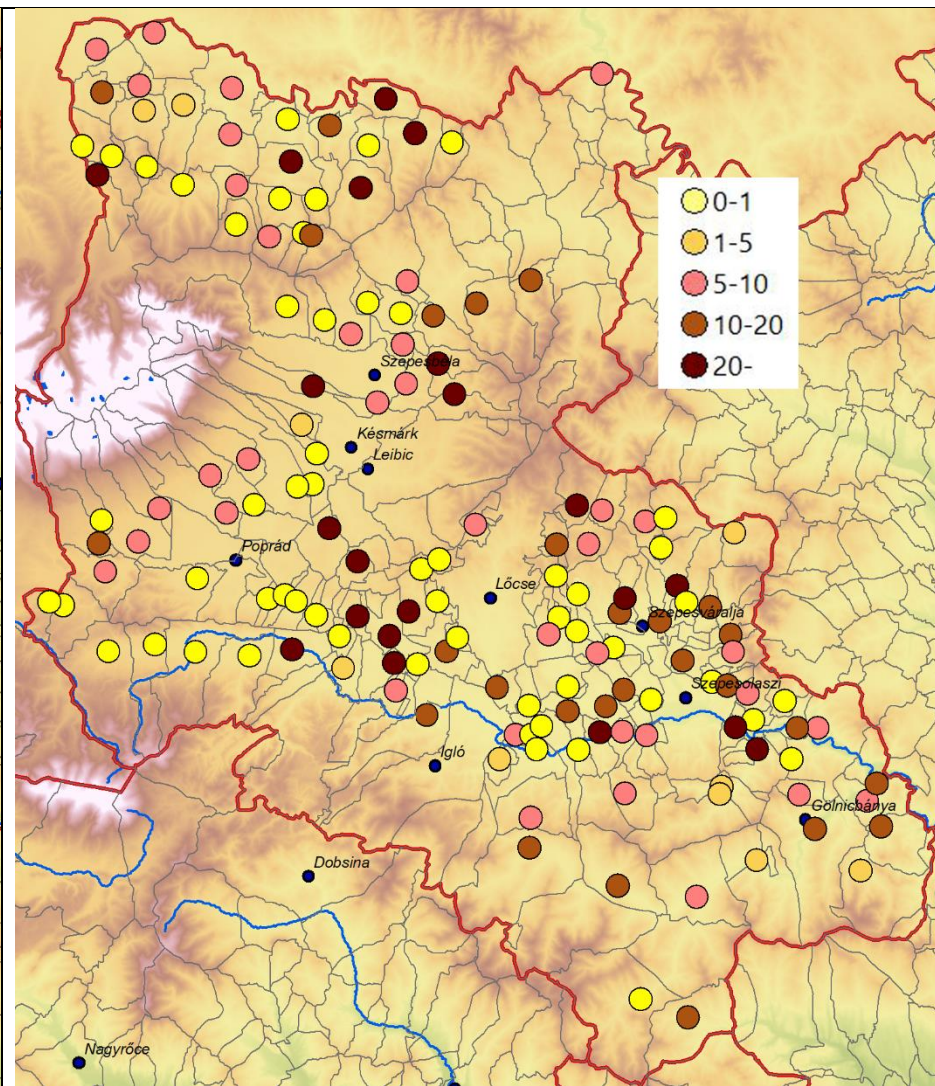 0-1
1-5
5-10
10-20
20-
Szepesbéla
Késmárk
Leibic
Poprád
Lőcse
Szepesváralja
Szepesolaszi
Igló
Gölnicbánya
Dobsina
Nagyrőce